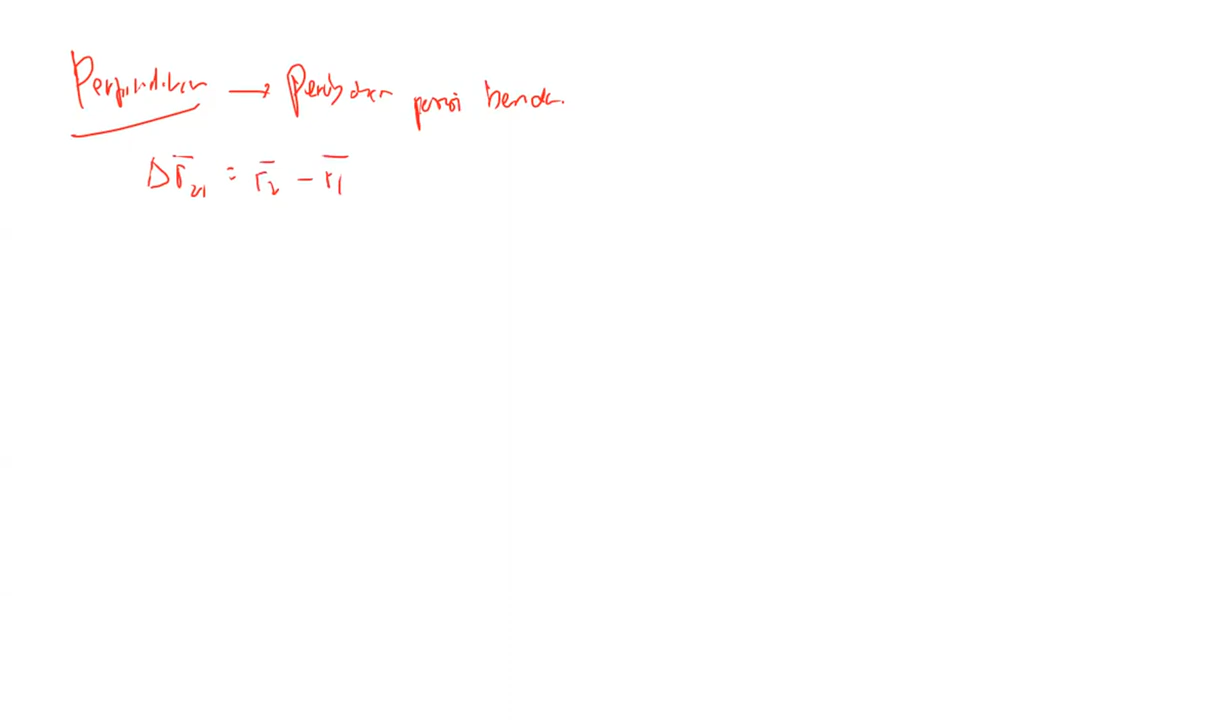 Perpindahan → Perubahan posisi benda.
Δr̅₂₁ = r̅₂ - r̅₁